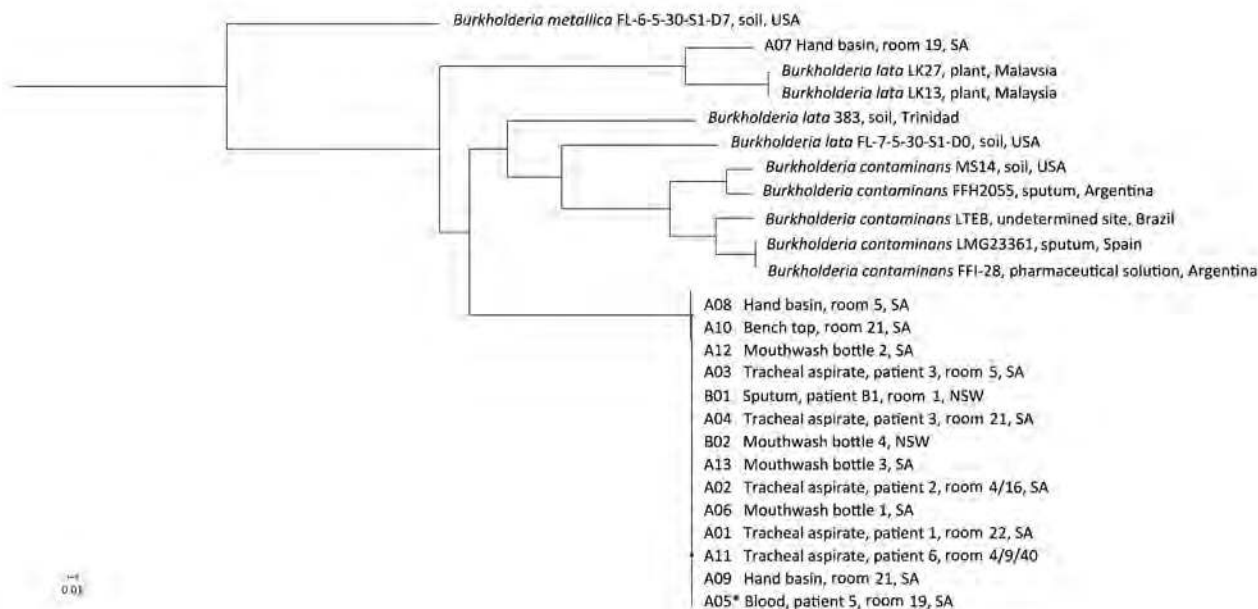 Burkholderia metallica FL-6-5-30-S1-D7, soil, USA
A07 Hand basin, room 19, SA
Burkholderia lata LK27, plant, Malaysia
Burkholderia lata LK13, plant, Malaysia
Burkholderia lata 383, soil, Trinidad
Burkholderia lata FL-7-5-30-S1-D0, soil, USA
Burkholderia contaminans MS14, soil, USA
Burkholderia contaminans FFH2055, sputum, Argentina
Burkholderia contaminans LTEB, undetermined site, Brazil
Burkholderia contaminans LMG23361, sputum, Spain
Burkholderia contaminans FFI-28, pharmaceutical solution, Argentina
A08 Hand basin, room 5, SA
A10 Bench top, room 21, SA
A12 Mouthwash bottle 2, SA
A03 Tracheal aspirate, patient 3, room 5, SA
B01 Sputum, patient B1, room 1, NSW
A04 Tracheal aspirate, patient 3, room 21, SA
B02 Mouthwash bottle 4, NSW
A13 Mouthwash bottle 3, SA
A02 Tracheal aspirate, patient 2, room 4/16, SA
A06 Mouthwash bottle 1, SA
A01 Tracheal aspirate, patient 1, room 22, SA
A11 Tracheal aspirate, patient 6, room 4/9/40
A09 Hand basin, room 21, SA
A05* Blood, patient 5, room 19, SA
0.01